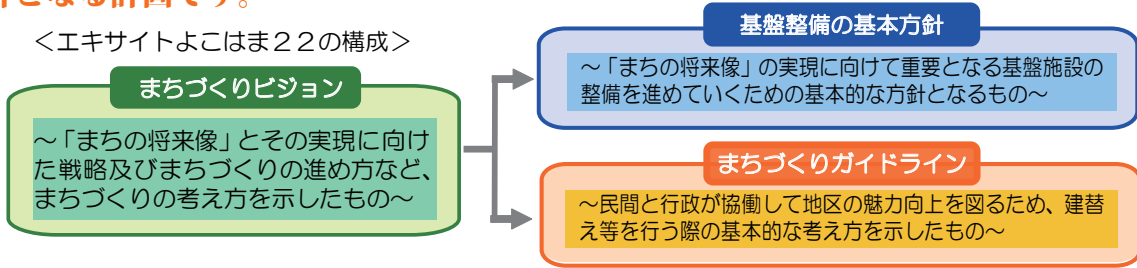 となる計画です。
＜エキサイトよこはま２２の構成＞
まちづくりビジョン
～「まちの将来像」とその実現に向け
た戦略及びまちづくりの進め方など、
まちづくりの考え方を示したもの～
基盤整備の基本方針
～「まちの将来像」の実現に向けて重要となる基盤施設の
整備を進めていくための基本的な方針となるもの～
まちづくりガイドライン
～民間と行政が協働して地区の魅力向上を図るため、建替
え等を行う際の基本的な考え方を示したもの～